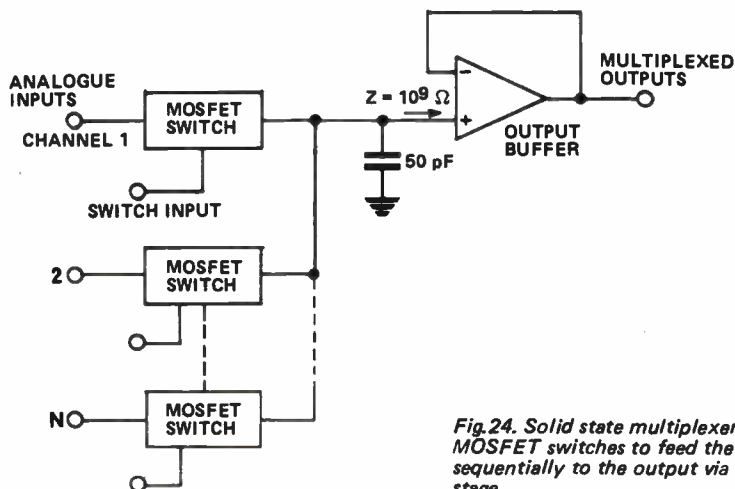 ANALOGUE
INPUTS
CHANNEL 1
MOSFET
SWITCH
SWITCH INPUT
Z = 10⁹ Ω
50 pF
-
+
OUTPUT
BUFFER
MULTIPLEXED
OUTPUTS
2
MOSFET
SWITCH
N
MOSFET
SWITCH
Fig.24. Solid state multiplexer
MOSFET switches to feed the
sequentially to the output via
stage